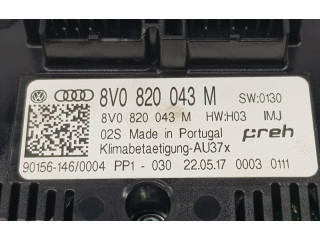 8V0 820 043 M SW:0130
8V0 820 043 M HW:H03 IMJ
02S Made in Portugal preh
Klimabetaetigung-AU37x
90156-146/0004 PP1 - 030 22.05.17 0003 0111